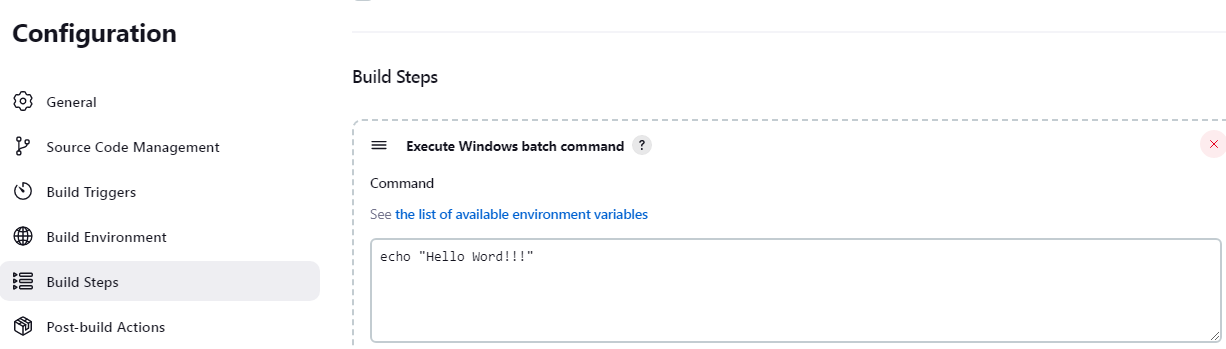 Configuration
General
Source Code Management
Build Triggers
Build Environment
Build Steps
Post-build Actions
Build Steps
Execute Windows batch command ?
Command
See the list of available environment variables
echo "Hello Word!!!"